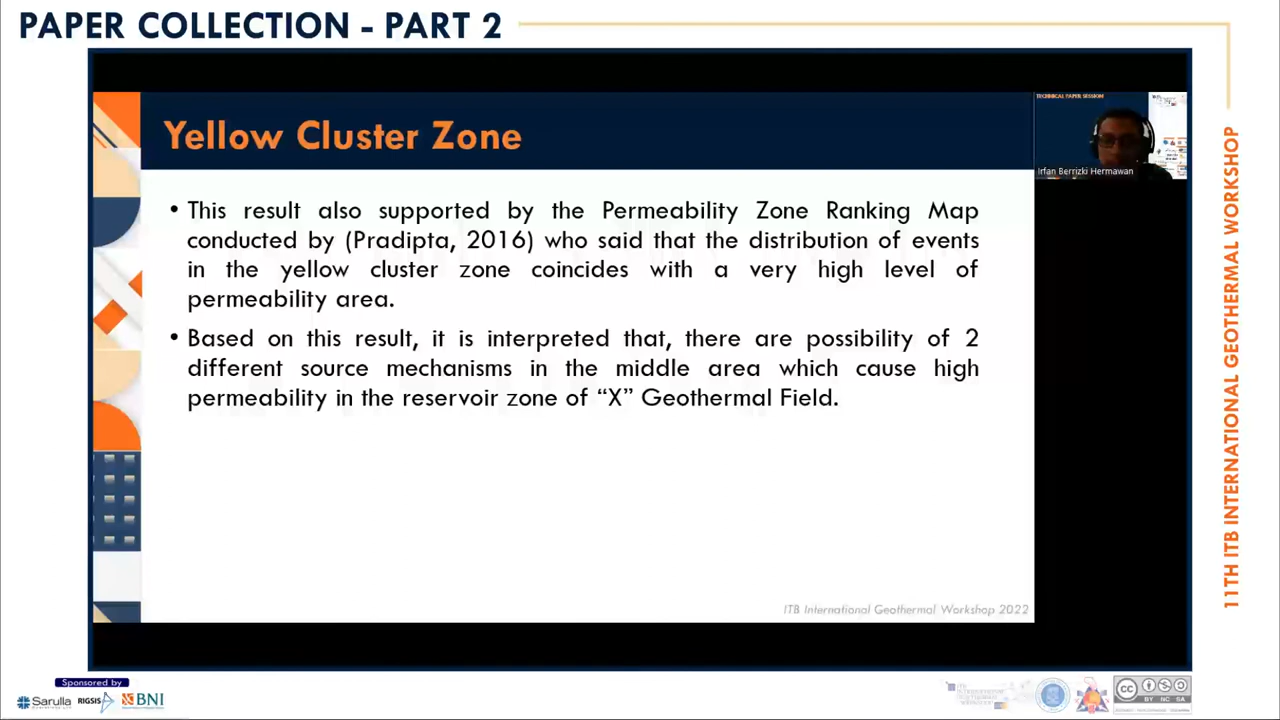 PAPER COLLECTION - PART 2
Yellow Cluster Zone
TECHNICAL PAPER SESSION
Irfan Berrizki Hermawan
• This result also supported by the Permeability Zone Ranking Map
conducted by (Pradipta, 2016) who said that the distribution of events
in the yellow cluster zone coincides with a very high level of
permeability area.
• Based on this result, it is interpreted that, there are possibility of 2
different source mechanisms in the middle area which cause high
permeability in the reservoir zone of “X” Geothermal Field.
ITB International Geothermal Workshop 2022
11TH ITB INTERNATIONAL GEOTHERMAL WORKSHOP
Sponsored by
Sarulla
RIGSIS
BNI
CC
BY NC SA